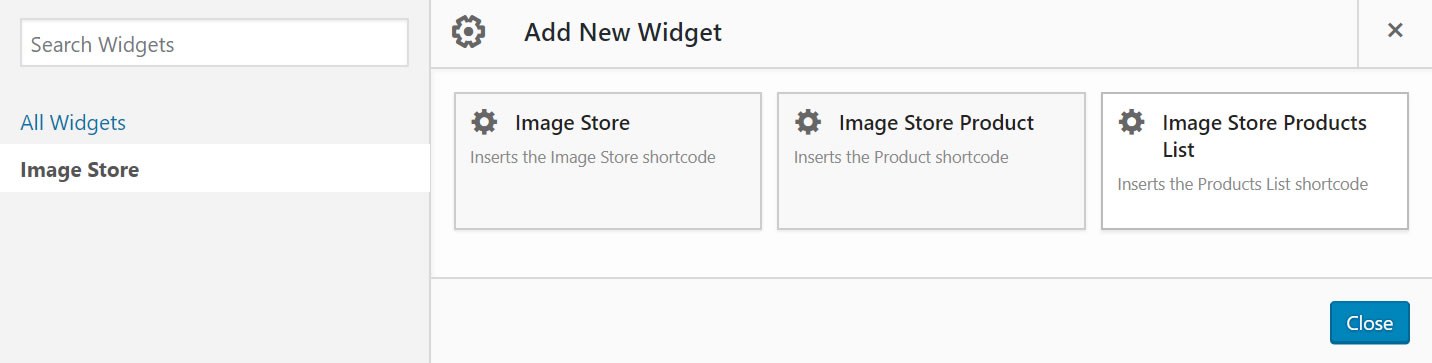 Search Widgets
All Widgets
Image Store
Add New Widget
Image Store
Inserts the Image Store shortcode
Image Store Product
Inserts the Product shortcode
Image Store Products
List
Inserts the Products List shortcode
Close